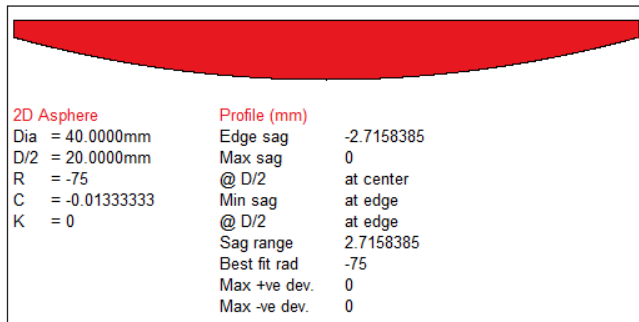 2D Asphere
Dia = 40.0000mm
D/2 = 20.0000mm
R = -75
C = -0.01333333
K = 0
Profile (mm)
Edge sag -2.7158385
Max sag 0
@ D/2 at center
Min sag at edge
@ D/2 at edge
Sag range 2.7158385
Best fit rad -75
Max +ve dev. 0
Max -ve dev. 0